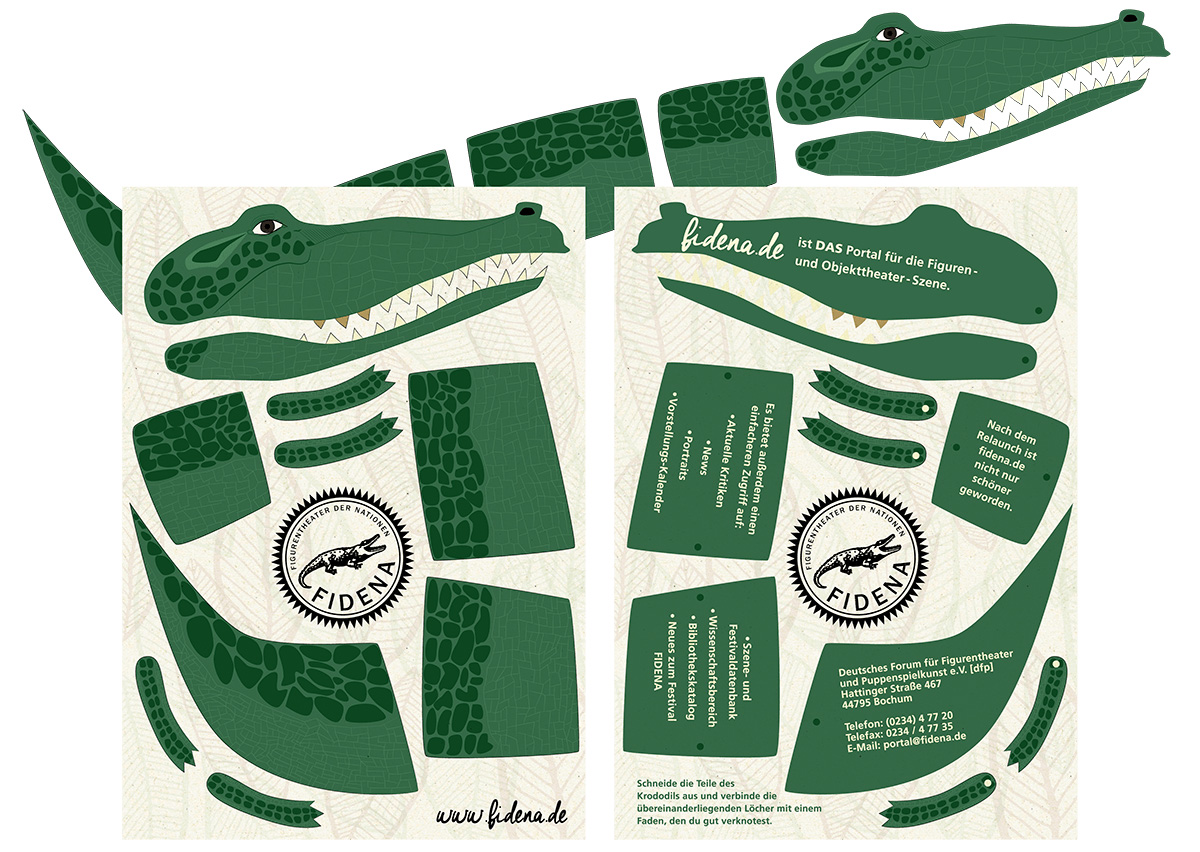 FIGURENTHEATER DER NATIONEN
FIDENA
www.fidena.de
fidena.de
ist DAS Portal für die Figuren-
und Objekttheater-Szene.
Es bietet außerdem einen
einfacheren Zugriff auf:
• Aktuelle Kritiken
• News
• Portraits
• Vorstellungs-Kalender
Nach dem
Relaunch ist
fidena.de
nicht nur
schöner
geworden.
FIGURENTHEATER DER NATIONEN
FIDENA
• Szene- und
Festivaldatenbank
• Wissenschaftsbereich
• Bibliothekskatalog
• Neues zum Festival
FIDENA
Deutsches Forum für Figurentheater
und Puppenspielkunst e.V. [dfp]
Hattinger Straße 467
44795 Bochum
Telefon: (0234) 4 77 20
Telefax: 0234 / 4 77 35
E-Mail: portal@fidena.de
Schneide die Teile des
Krododils aus und verbinde die
übereinanderliegenden Löcher mit einem
Faden, den du gut verknotest.